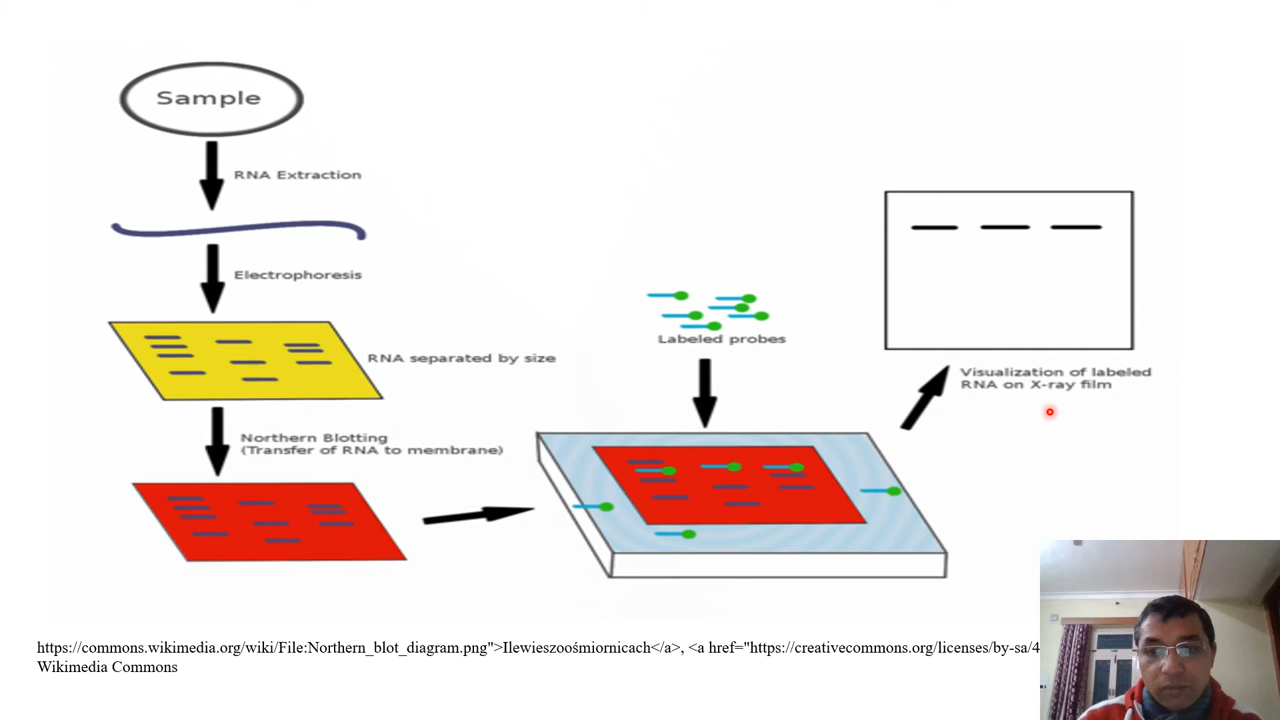 Sample
RNA Extraction
Electrophoresis
RNA separated by size
Northern Blotting
(Transfer of RNA to membrane)
Labeled probes
Visualization of labeled
RNA on X-ray film
https://commons.wikimedia.org/wiki/File:Northern_blot_diagram.png">Ilewieszoośmiornicach</a>, <a href="https://creativecommons.org/licenses/by-sa/4
Wikimedia Commons